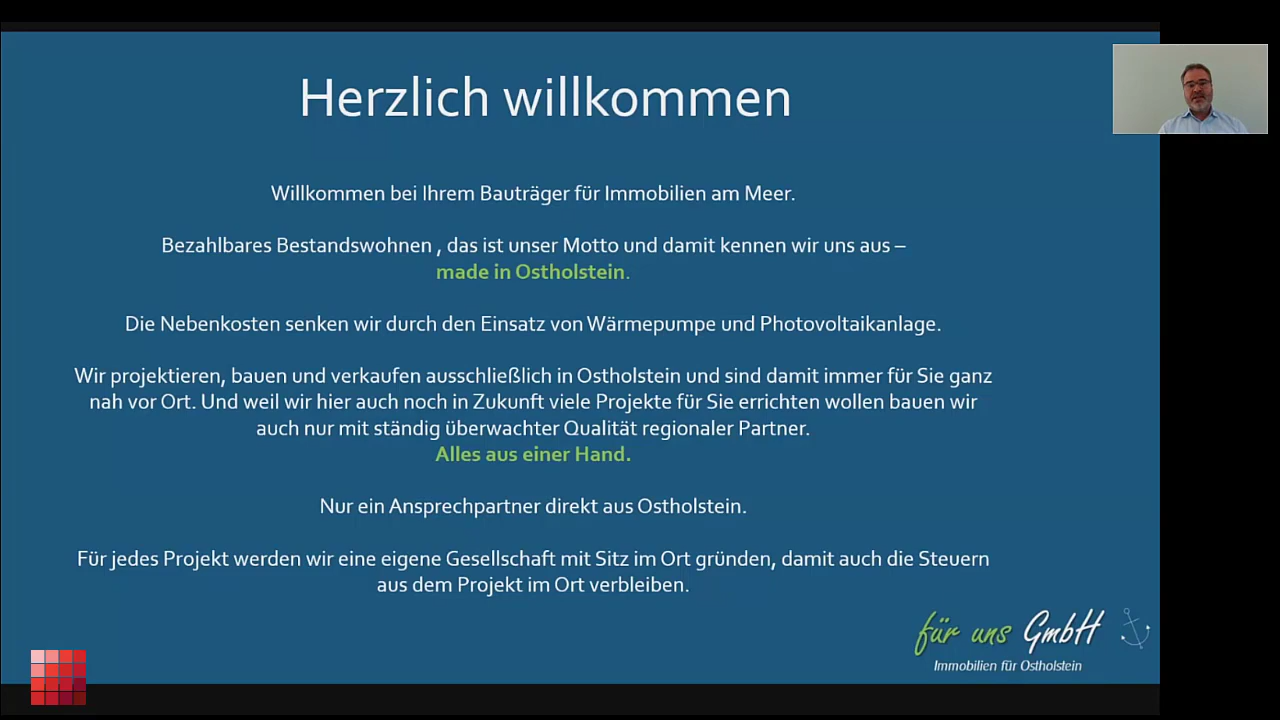 Herzlich willkommen
Willkommen bei Ihrem Bauträger für Immobilien am Meer.
Bezahlbares Bestandswohnen , das ist unser Motto und damit kennen wir uns aus –
made in Ostholstein.
Die Nebenkosten senken wir durch den Einsatz von Wärmepumpe und Photovoltaikanlage.
Wir projektieren, bauen und verkaufen ausschließlich in Ostholstein und sind damit immer für Sie ganz
nah vor Ort. Und weil wir hier auch noch in Zukunft viele Projekte für Sie errichten wollen bauen wir
auch nur mit ständig überwachter Qualität regionaler Partner.
Alles aus einer Hand.
Nur ein Ansprechpartner direkt aus Ostholstein.
Für jedes Projekt werden wir eine eigene Gesellschaft mit Sitz im Ort gründen, damit auch die Steuern
aus dem Projekt im Ort verbleiben.
für uns GmbH
Immobilien für Ostholstein